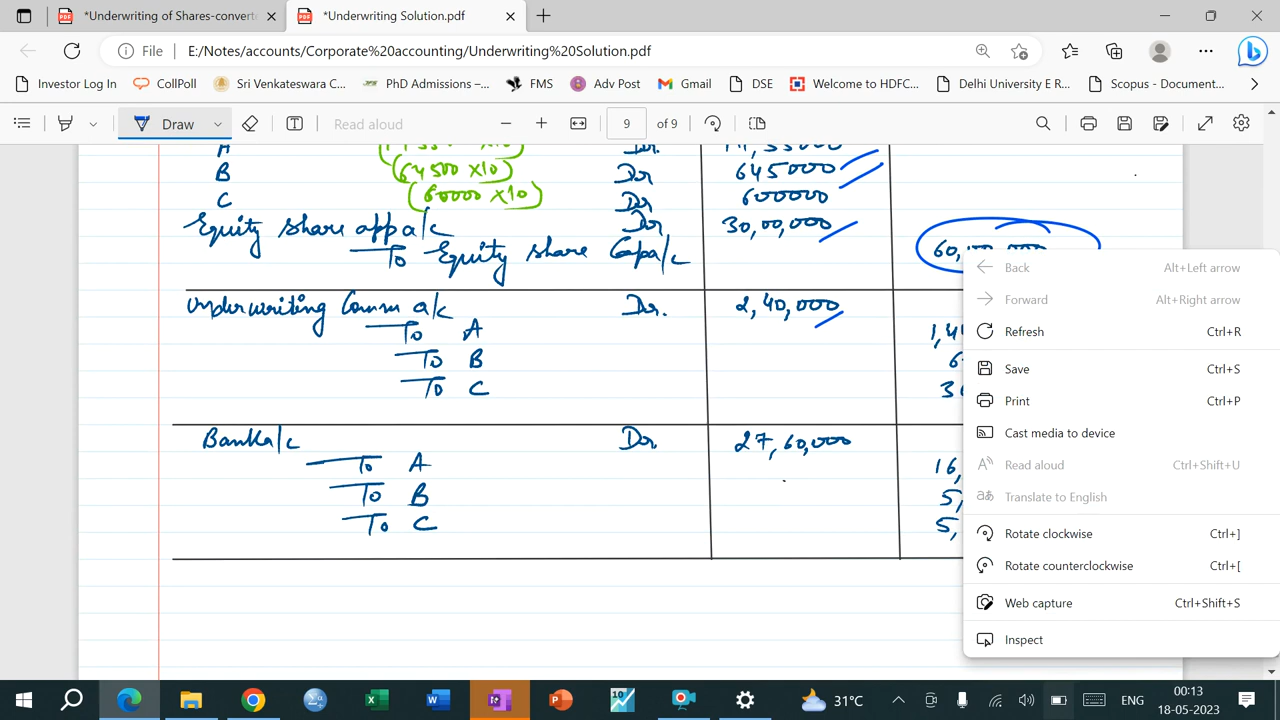 *Underwriting of Shares-convert
*Underwriting Solution.pdf
File E:/Notes/accounts/Corporate%20accounting/Underwriting%20Solution.pdf
Investor Log In CollPoll Sri Venkateswara C... PhD Admissions –... FMS Adv Post Gmail DSE Welcome to HDFC... Delhi University E R Scopus - Document...
Draw Read aloud 9 of 9
A Dr.
B (64500 X10) Dr 645000
C (60000 X10) Dr 600000
Equity share app a/c Dr 30,00,000
To Equity share Capa/c
Underwriting Comm a/c Dr. 2,40,000
To A
To B
To C
Bank a/c Dr. 27,60,000
To A 16,
To B 5,
To C 5,
Back Alt+Left arrow
Forward Alt+Right arrow
Refresh Ctrl+R
Save Ctrl+S
Print Ctrl+P
Cast media to device
Read aloud Ctrl+Shift+U
Translate to English
Rotate clockwise Ctrl+]
Rotate counterclockwise Ctrl+[
Web capture Ctrl+Shift+S
Inspect
31°C ENG 00:13
18-05-2023